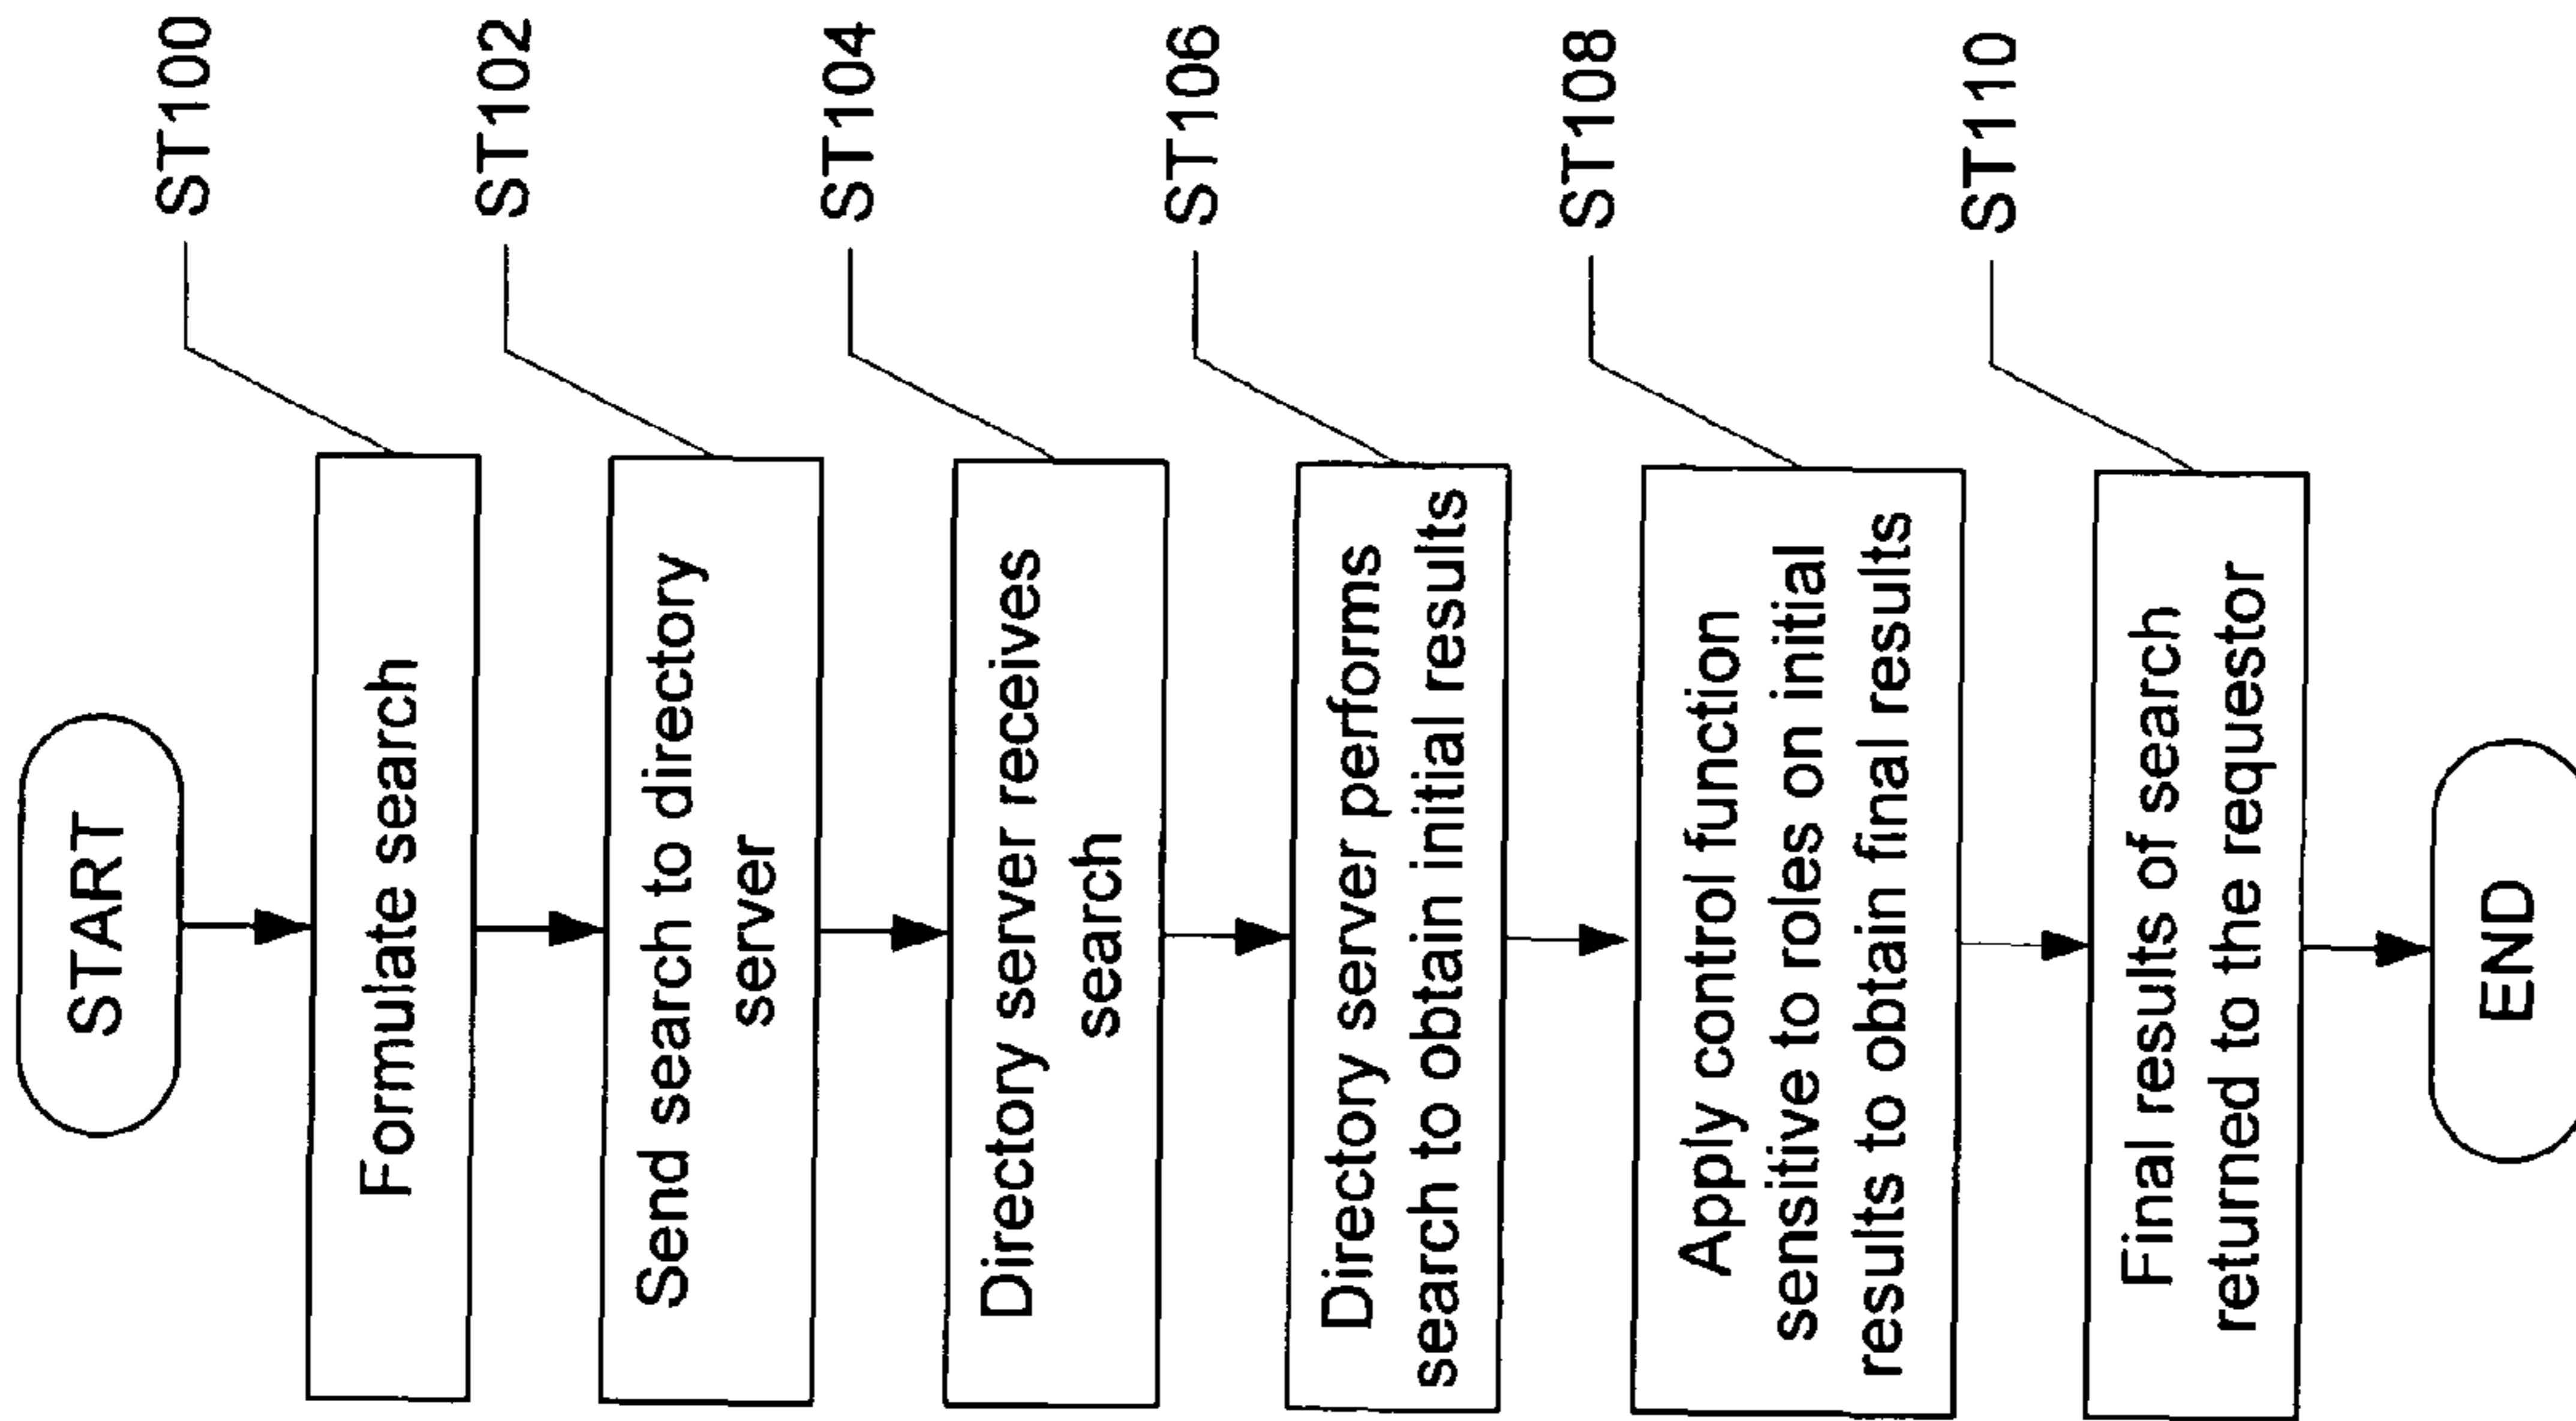 START
Formulate search
ST100
Send search to directory
server
ST102
Directory server receives
search
ST104
Directory server performs
search to obtain initial results
ST106
Apply control function
sensitive to roles on initial
results to obtain final results
ST108
Final results of search
returned to the requestor
ST110
END